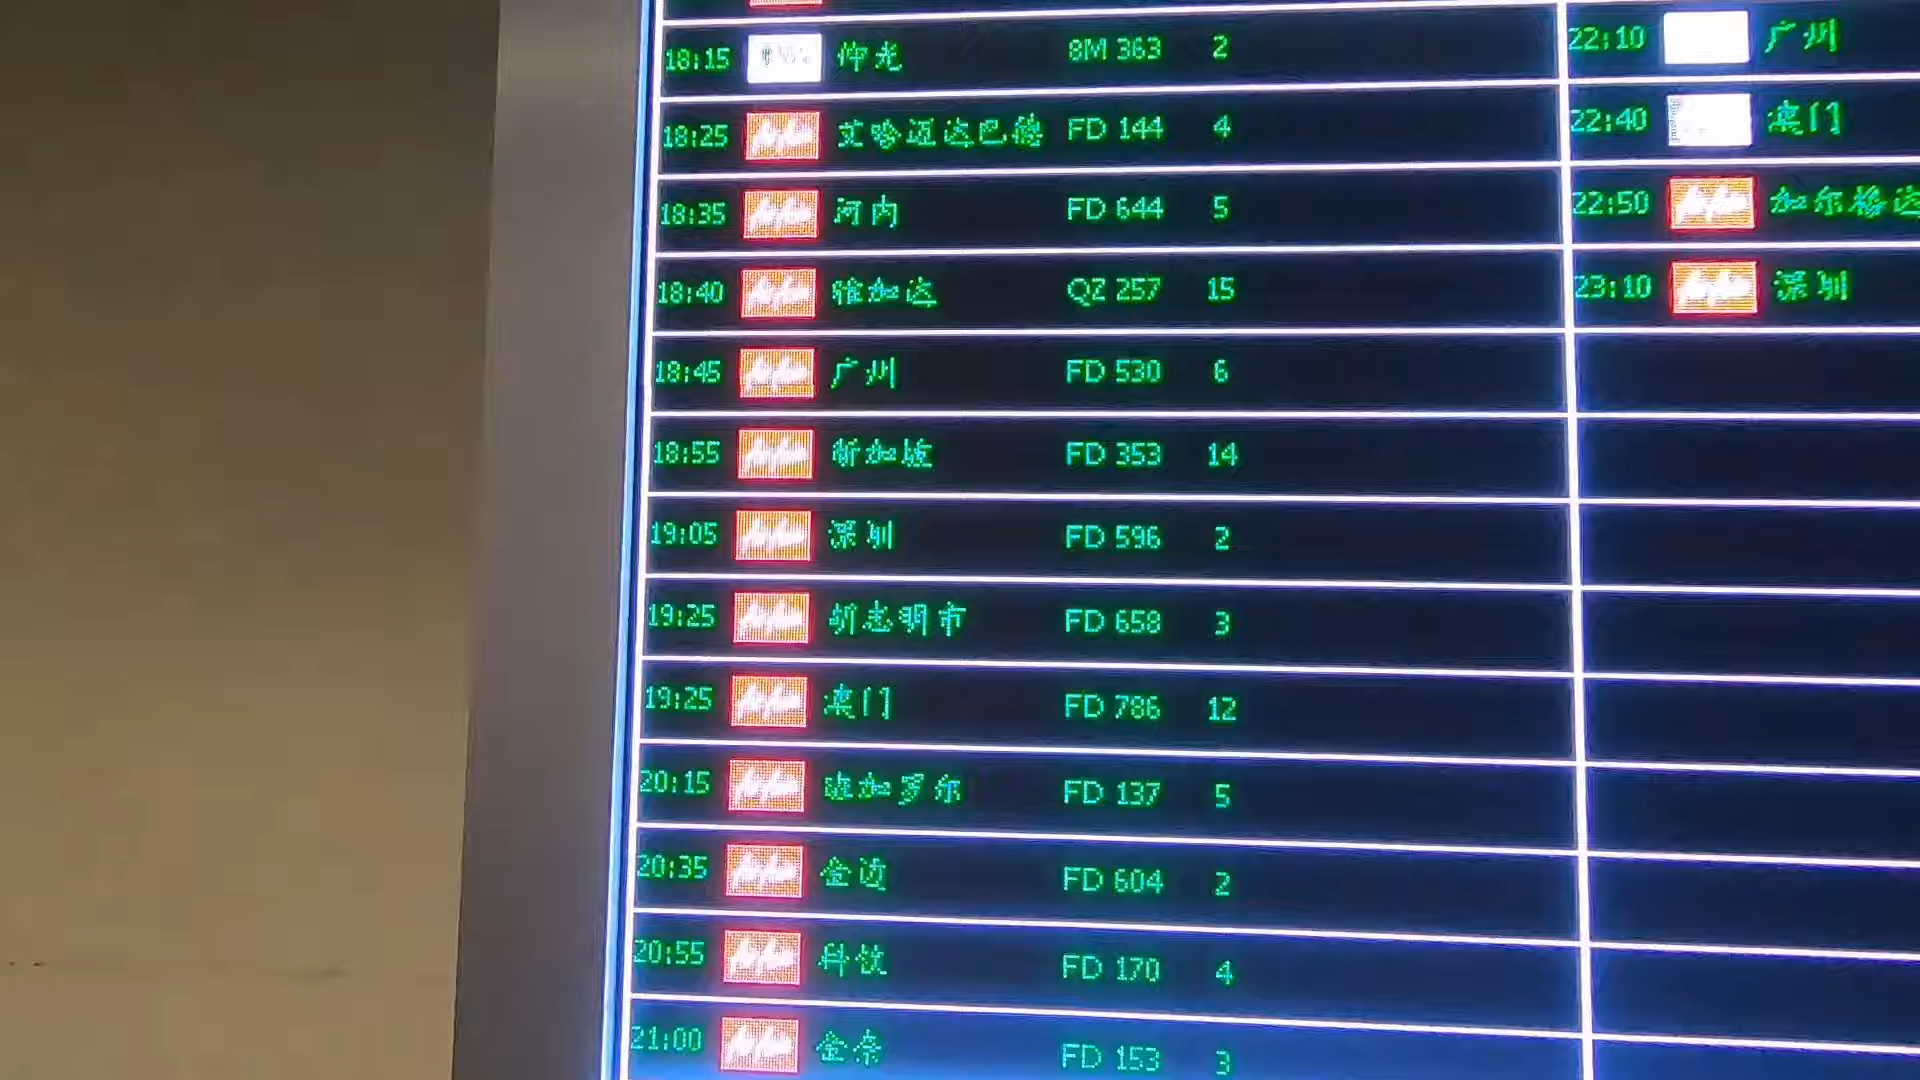 18:15 仰光 8M 363 2
18:25 艾哈迈达巴德 FD 144 4
18:35 河内 FD 644 5
18:40 雅加达 QZ 257 15
18:45 广州 FD 530 6
18:55 新加坡 FD 353 14
19:05 深圳 FD 596 2
19:25 胡志明市 FD 658 3
19:25 澳门 FD 786 12
20:15 班加罗尔 FD 137 5
20:35 金边 FD 604 2
20:55 科钦 FD 170 4
21:00 金奈 FD 153 3
22:10 广州
22:40 澳门
22:50 加尔各达
23:10 深圳